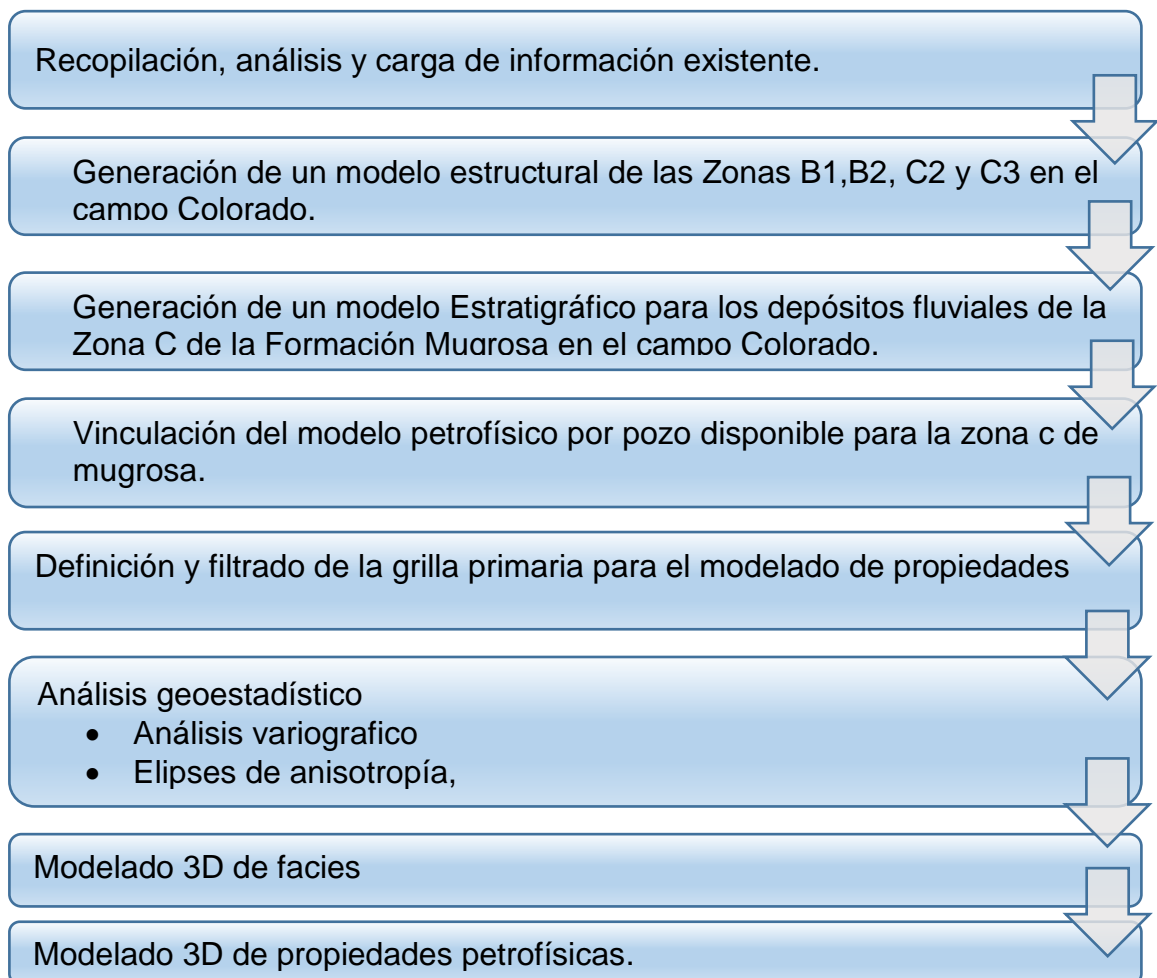 Recopilación, análisis y carga de información existente.
Generación de un modelo estructural de las Zonas B1,B2, C2 y C3 en el
campo Colorado.
Generación de un modelo Estratigráfico para los depósitos fluviales de la
Zona C de la Formación Mugrosa en el campo Colorado.
Vinculación del modelo petrofísico por pozo disponible para la zona c de
mugrosa.
Definición y filtrado de la grilla primaria para el modelado de propiedades
Análisis geoestadístico
• Análisis variografico
• Elipses de anisotropía,
Modelado 3D de facies
Modelado 3D de propiedades petrofísicas.